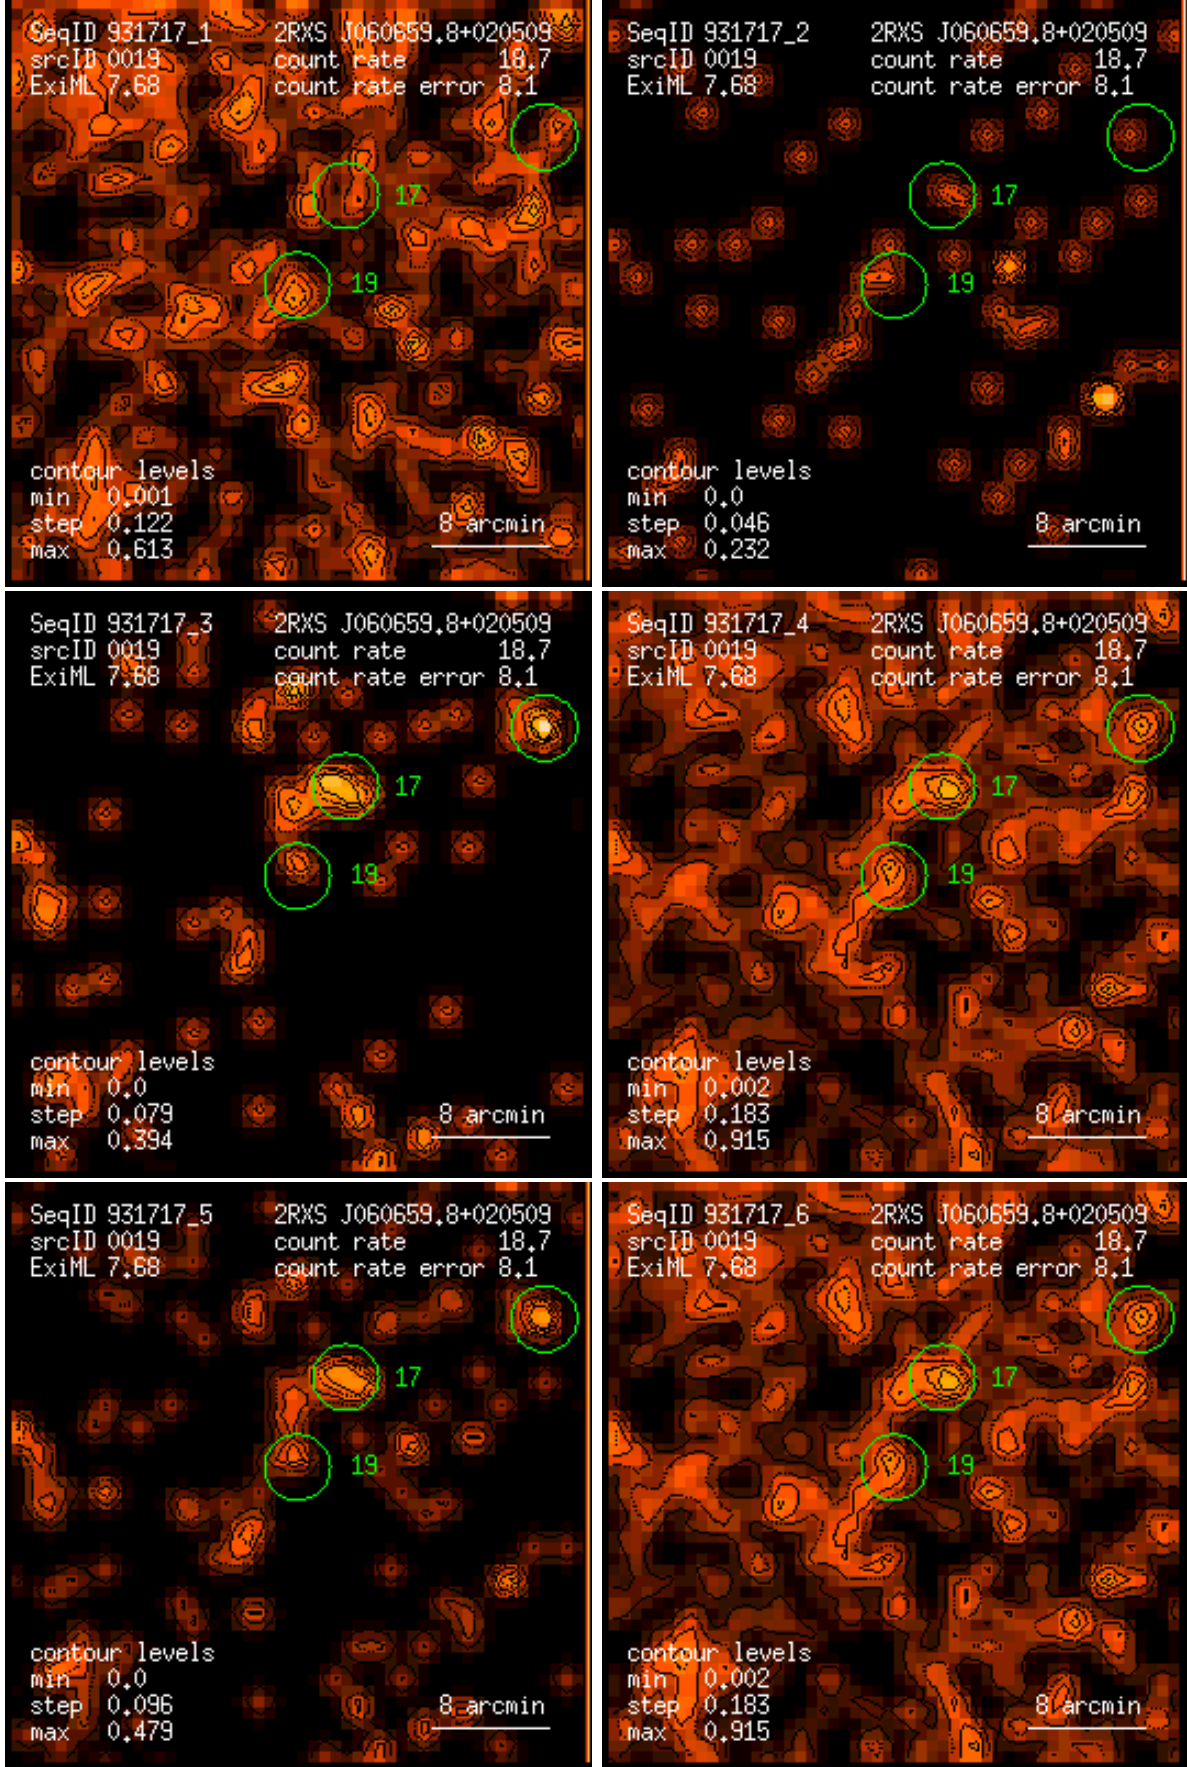 SeqID 931717_1 2RXS J060659.8+020509
srcID 0019 count rate 18.7
ExiML 7.68 count rate error 8.1
17
19
contour levels
min 0.001
step 0.122
max 0.613
8 arcmin
SeqID 931717_2 2RXS J060659.8+020509
srcID 0019 count rate 18.7
ExiML 7.68 count rate error 8.1
17
19
contour levels
min 0.0
step 0.046
max 0.232
8 arcmin
SeqID 931717_3 2RXS J060659.8+020509
srcID 0019 count rate 18.7
ExiML 7.68 count rate error 8.1
17
19
contour levels
min 0.0
step 0.079
max 0.394
8 arcmin
SeqID 931717_4 2RXS J060659.8+020509
srcID 0019 count rate 18.7
ExiML 7.68 count rate error 8.1
17
19
contour levels
min 0.002
step 0.183
max 0.915
8 arcmin
SeqID 931717_5 2RXS J060659.8+020509
srcID 0019 count rate 18.7
ExiML 7.68 count rate error 8.1
17
19
contour levels
min 0.0
step 0.096
max 0.479
8 arcmin
SeqID 931717_6 2RXS J060659.8+020509
srcID 0019 count rate 18.7
ExiML 7.68 count rate error 8.1
17
19
contour levels
min 0.002
step 0.183
max 0.915
8 arcmin